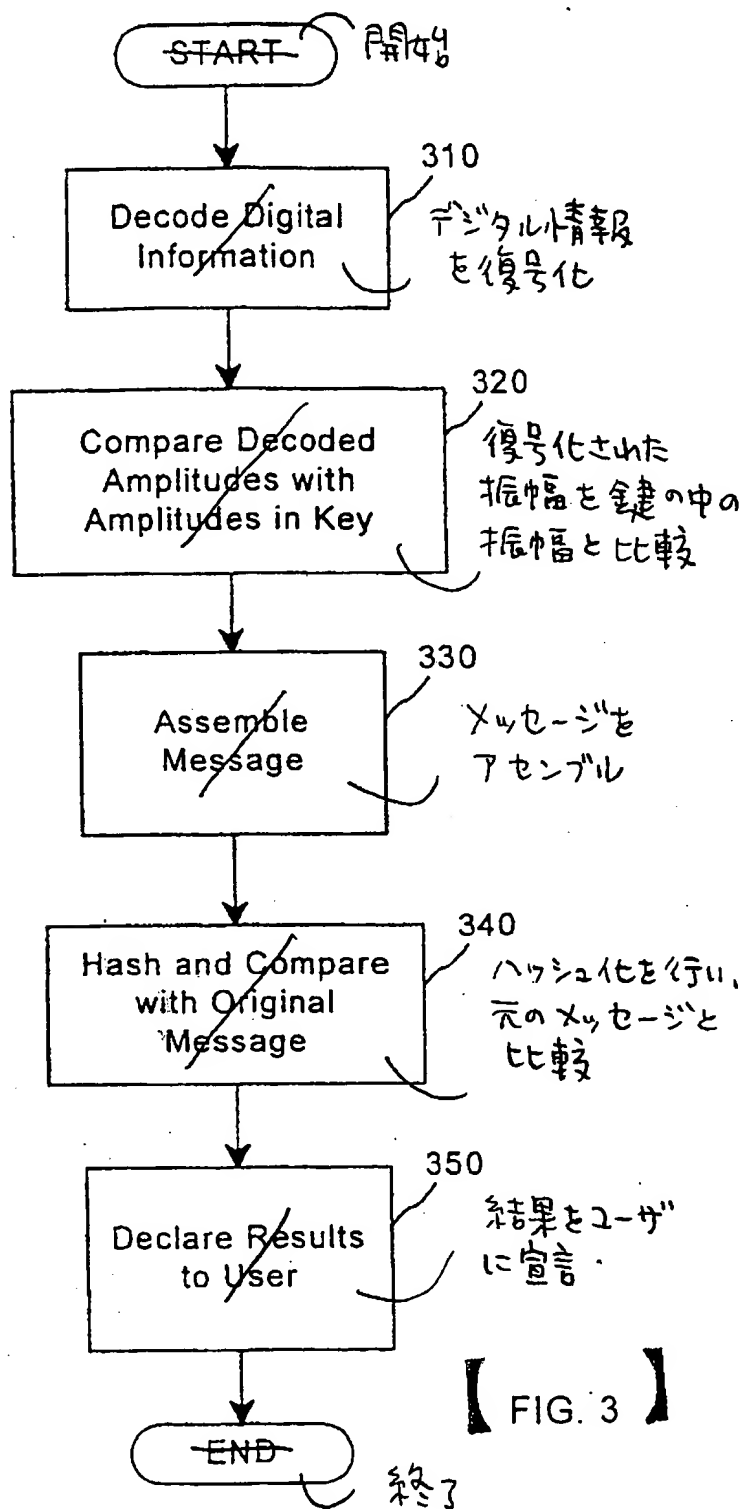 START
開始
310
Decode Digital
Information
デジタル情報
を復号化
320
Compare Decoded
Amplitudes with
Amplitudes in Key
復号化された
振幅を鍵の中の
振幅と比較
330
Assemble
Message
メッセージを
アセンブル
340
Hash and Compare
with Original
Message
ハッシュ化を行い、
元のメッセージと
比較
350
Declare Results
to User
結果をユーザ
に宣言.
【 FIG. 3 】
END
終了